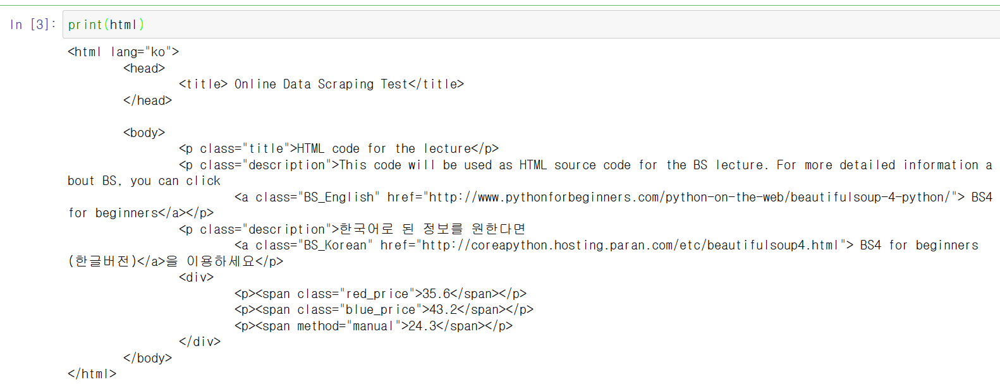 In [3]: print(html)
<html lang="ko">
<head>
<title> Online Data Scraping Test</title>
</head>
<body>
<p class="title">HTML code for the lecture</p>
<p class="description">This code will be used as HTML source code for the BS lecture. For more detailed information a
bout BS, you can click
<a class="BS_English" href="http://www.pythonforbeginners.com/python-on-the-web/beautifulsoup-4-python/"> BS4
for beginners</a></p>
<p class="description">한국어로 된 정보를 원한다면
<a class="BS_Korean" href="http://coreapython.hosting.paran.com/etc/beautifulsoup4.html"> BS4 for beginners
(한글버전)</a>을 이용하세요</p>
<div>
<p><span class="red_price">35.6</span></p>
<p><span class="blue_price">43.2</span></p>
<p><span method="manual">24.3</span></p>
</div>
</body>
</html>